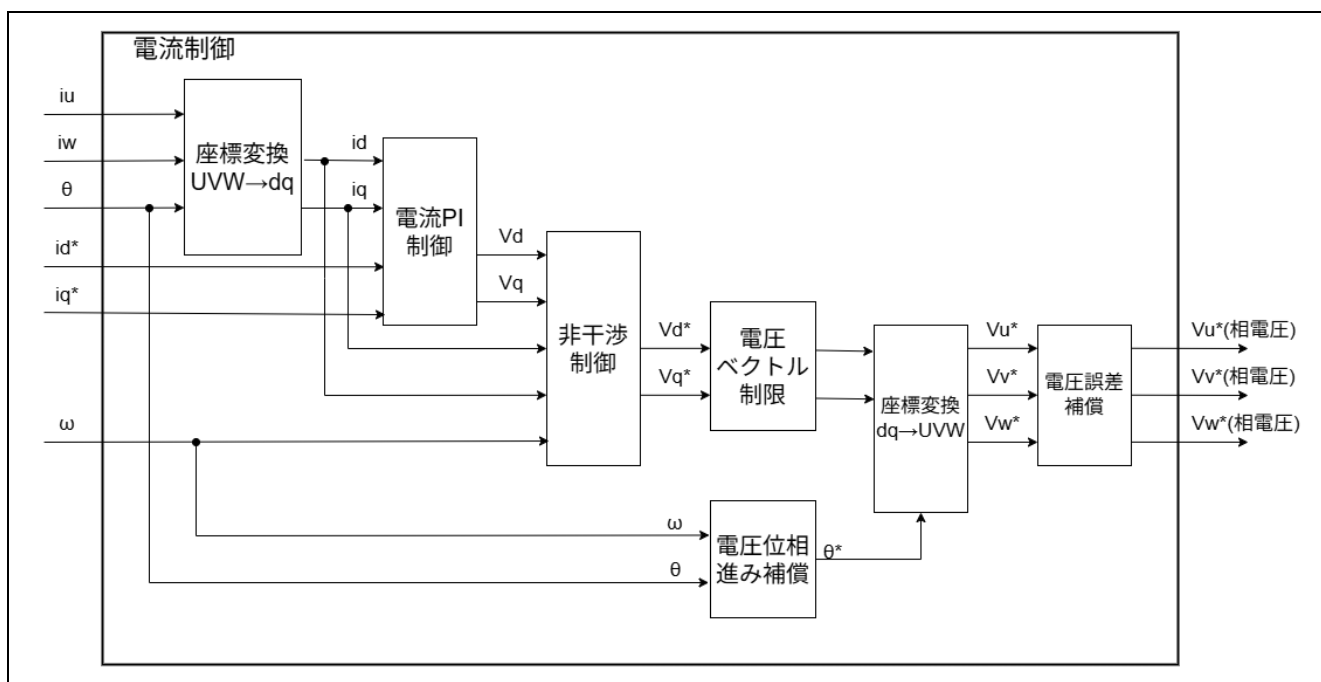 電流制御
iu
iw
θ
id*
iq*
ω
座標変換
UVW→dq
id
iq
電流PI
制御
Vd
Vq
非干渉
制御
Vd*
Vq*
電圧
ベクトル
制限
座標変換
dq→UVW
Vu*
Vv*
Vw*
電圧誤差
補償
Vu*(相電圧)
Vv*(相電圧)
Vw*(相電圧)
ω
θ
電圧位相
進み補償
θ*